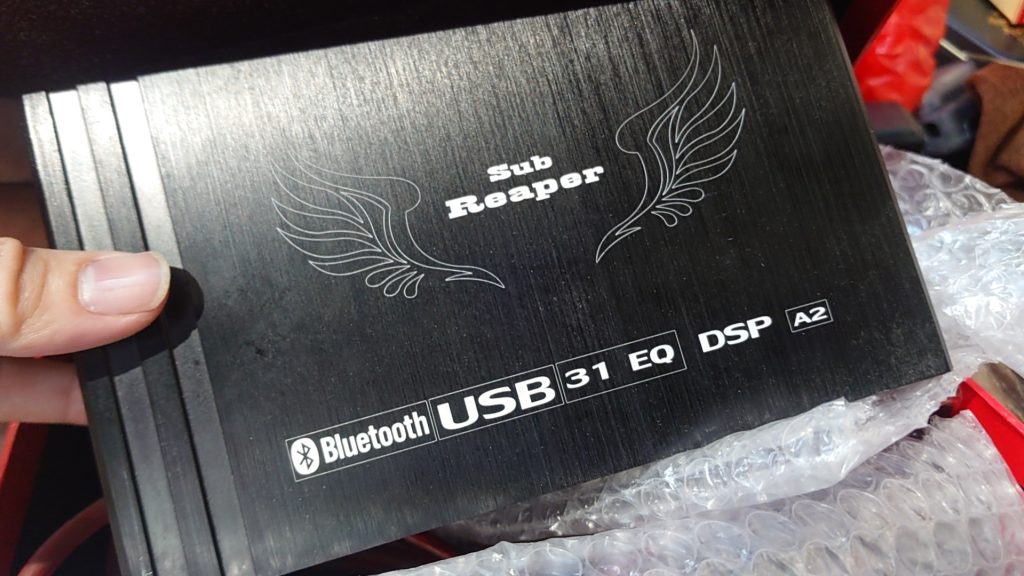 Sub
Reaper
Bluetooth USB 31 EQ DSP A2